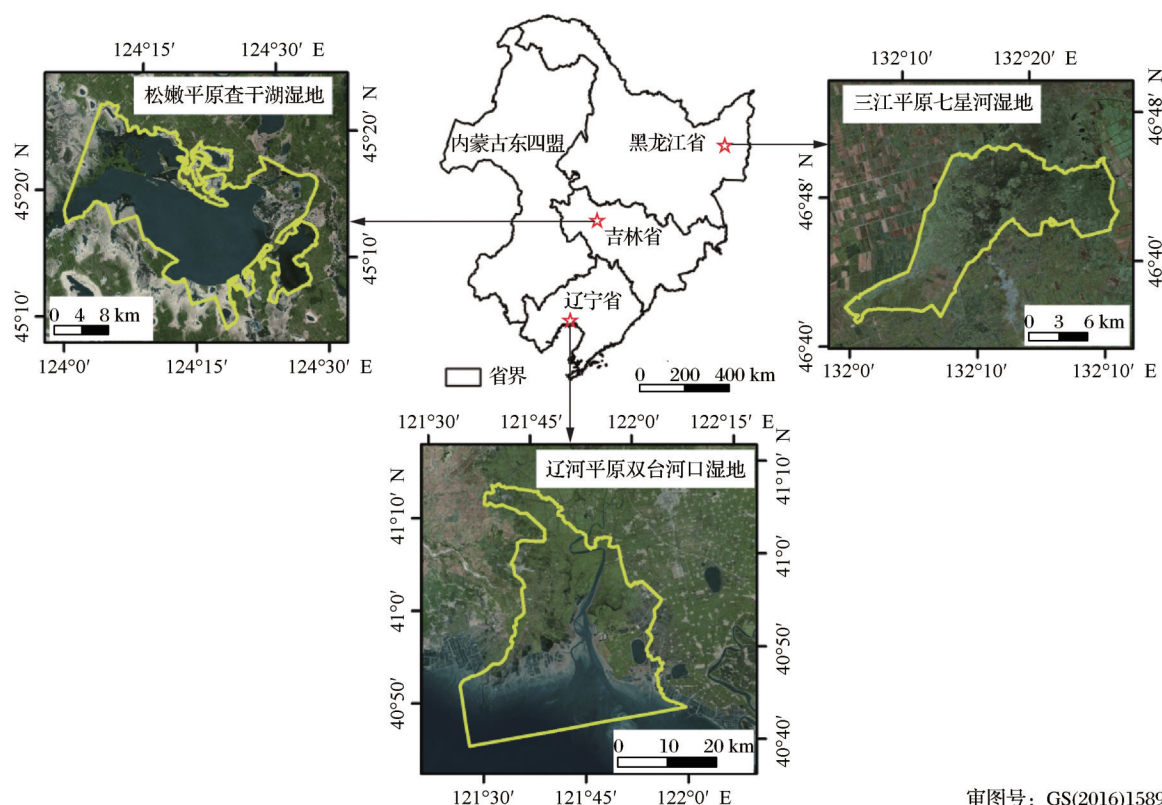 124°15′ 124°30′ E
松嫩平原查干湖湿地
45°20′ N
45°10′
45°20′
45°10′
0 4 8 km
124°0′ 124°15′ 124°30′ E
内蒙古东四盟
黑龙江省
吉林省
辽宁省
省界
0 200 400 km
132°10′ 132°20′ E
三江平原七星河湿地
46°48′ N
46°40′
46°48′
46°40′
0 3 6 km
132°0′ 132°10′ 132°10′ E
121°30′ 121°45′ 122°0′ 122°15′ E
辽河平原双台河口湿地
41°10′ N
41°0′
40°50′
40°40′
41°10′
41°0′
40°50′
0 10 20 km
121°30′ 121°45′ 122°0′ E
审图号：GS(2016)1589